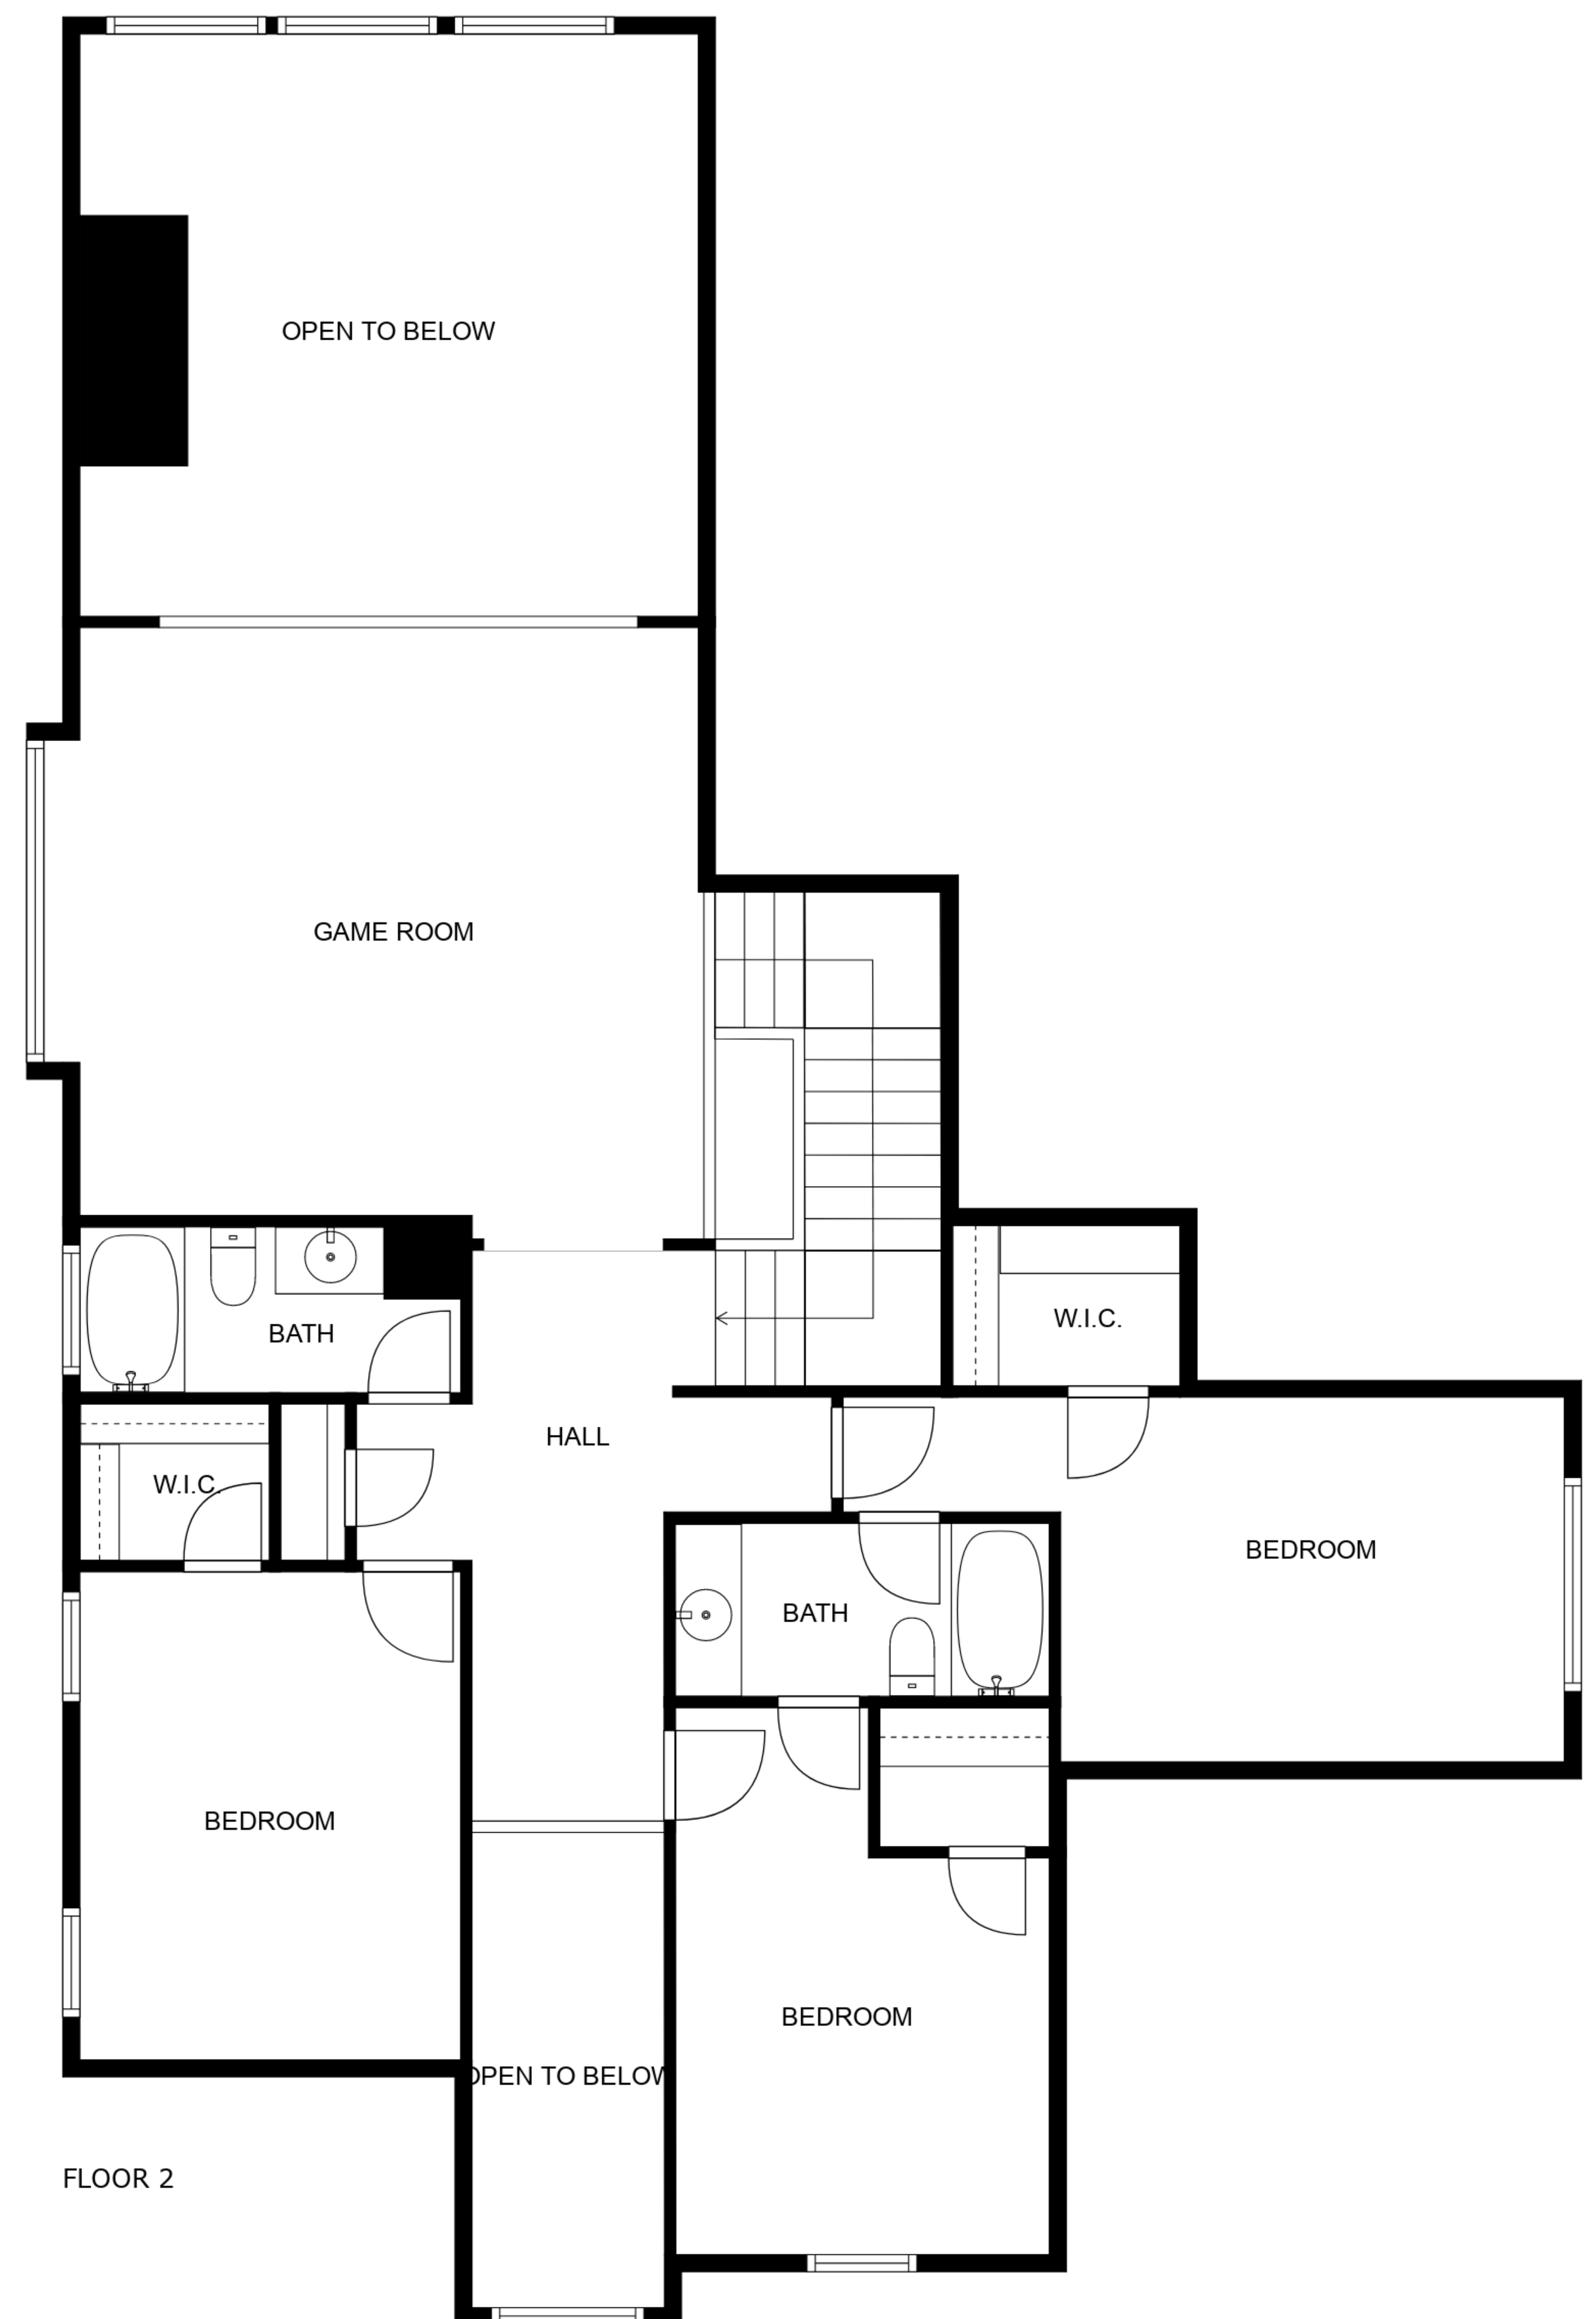 OPEN TO BELOW
GAME ROOM
BATH
W.I.C.
HALL
W.I.C.
BEDROOM
BATH
BEDROOM
BEDROOM
OPEN TO BELOW
FLOOR 2